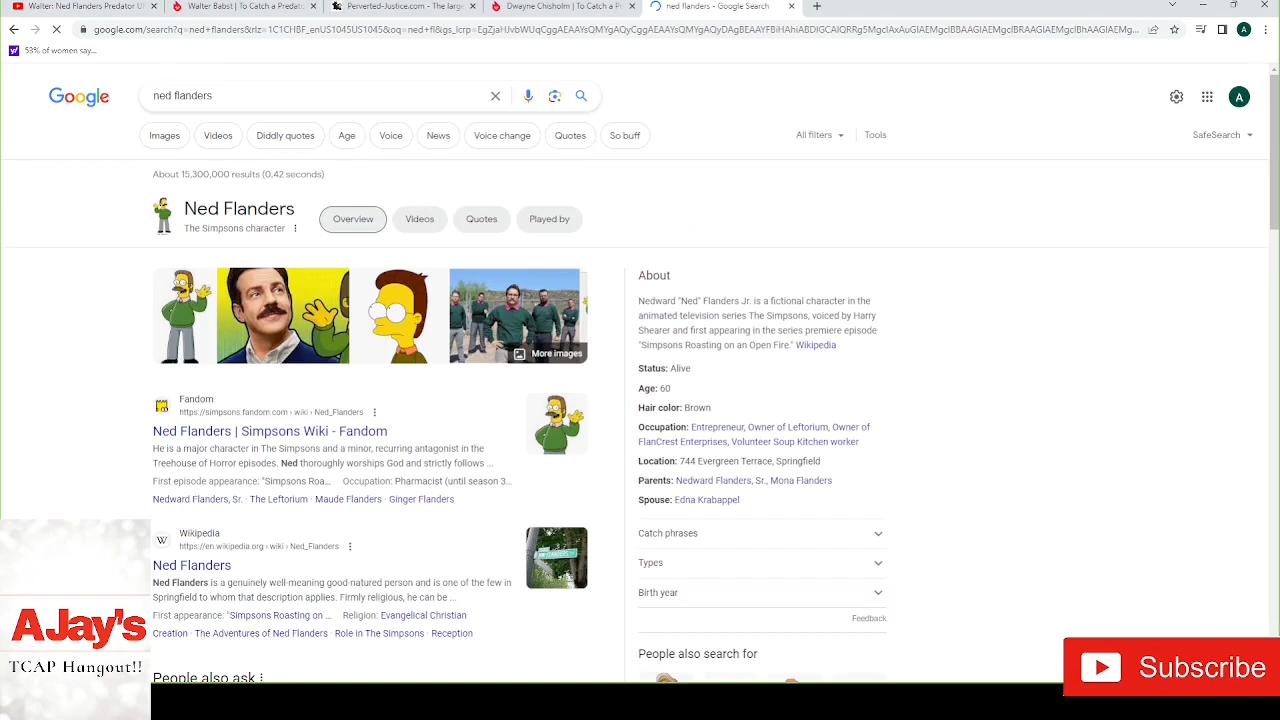 Walter: Ned Flanders Predator U
Walter Babst | To Catch a Predato
Perverted-Justice.com - The large
Dwayne Chisholm | To Catch a P
ned flanders - Google Search
google.com/search?q=ned+flanders&rlz=1C1CHBF_enUS1045US1045&oq=ned+fl&gs_lcrp=
53% of women say...
Google
ned flanders
A
Images
Videos
Diddly quotes
Age
Voice
News
Voice change
Quotes
So buff
All filters
Tools
SafeSearch
About 15,300,000 results (0.42 seconds)
Ned Flanders
The Simpsons character
Overview
Videos
Quotes
Played by
More images
Fandom
https://simpsons.fandom.com › wiki › Ned_Flanders
Ned Flanders | Simpsons Wiki - Fandom
He is a major character in The Simpsons and a minor, recurring antagonist in the
Treehouse of Horror episodes. Ned thoroughly worships God and strictly follows ...
First episode appearance: "Simpsons Roa... Occupation: Pharmacist (until season 3...
Nedward Flanders, Sr. · The Leftorium · Maude Flanders · Ginger Flanders
W
Wikipedia
https://en.wikipedia.org › wiki › Ned_Flanders
Ned Flanders
Ned Flanders is a genuinely well-meaning good-natured person and is one of the few in
Springfield to whom that description applies. Firmly religious, he can be ...
First appearance: "Simpsons Roasting on ... Religion: Evangelical Christian
Creation · The Adventures of Ned Flanders · Role in The Simpsons · Reception
People also ask
About
Nedward "Ned" Flanders Jr. is a fictional character in the
animated television series The Simpsons, voiced by Harry
Shearer and first appearing in the series premiere episode
"Simpsons Roasting on an Open Fire." Wikipedia
Status: Alive
Age: 60
Hair color: Brown
Occupation: Entrepreneur, Owner of Leftorium, Owner of
FlanCrest Enterprises, Volunteer Soup Kitchen worker
Location: 744 Evergreen Terrace, Springfield
Parents: Nedward Flanders, Sr., Mona Flanders
Spouse: Edna Krabappel
Catch phrases
Types
Birth year
Feedback
People also search for
AJay's
TCAP Hangout!!
Subscribe